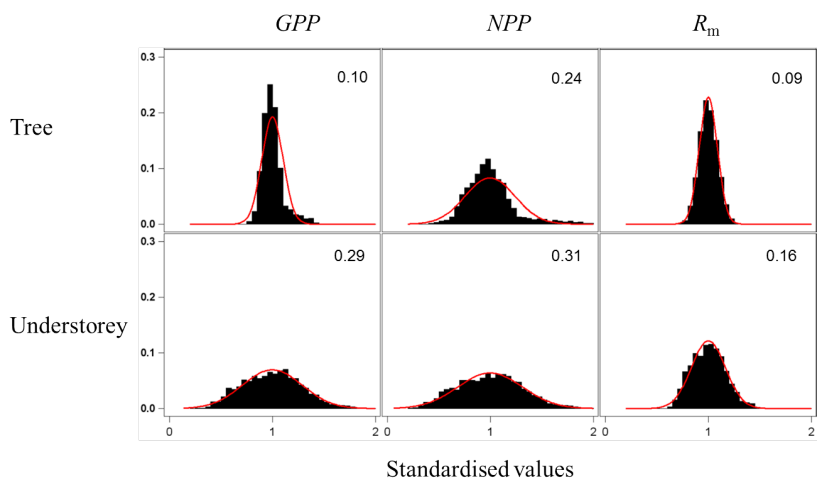 GPP NPP Rm
0.3 0.10 0.24 0.09
Tree 0.2
0.1
0.0
0.3 0.29 0.31 0.16
0.2
Understorey
0.1
0.0
0 1 2 0 1 2 0 1 2
Standardised values